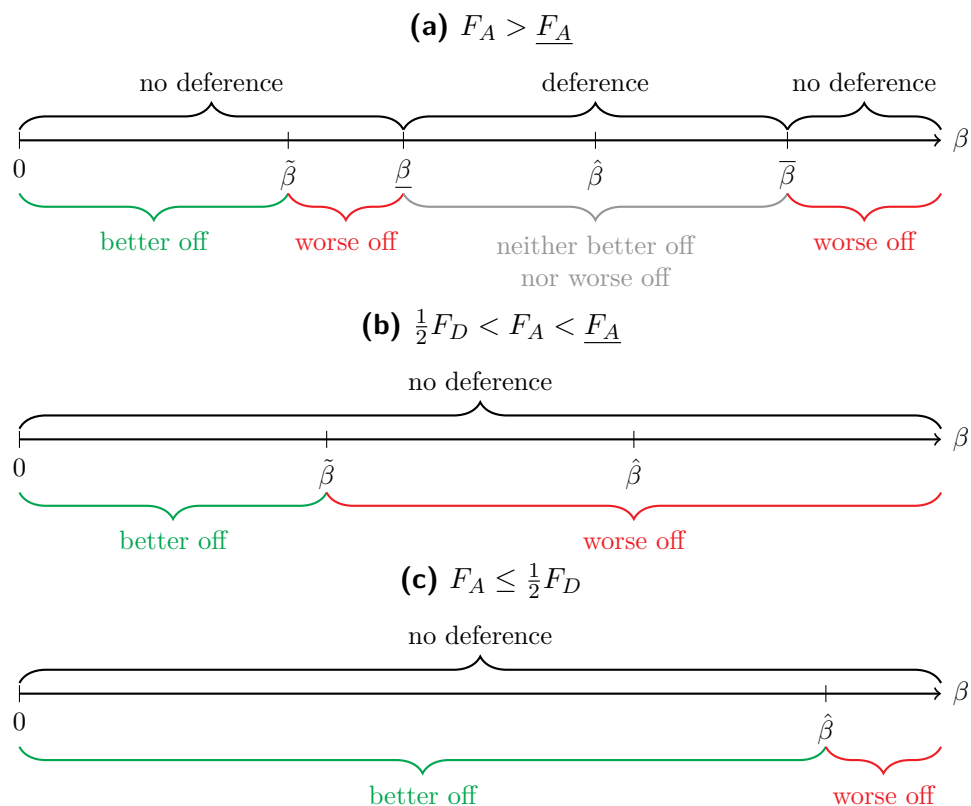 (a) F_A > <u>F_A</u>
no deference deference no deference
0 β̃ <u>β</u> β̂ β̅ β
better off worse off neither better off worse off
nor worse off
(b) ½F_D < F_A < <u>F_A</u>
no deference
0 β̃ β̂ β
better off worse off
(c) F_A ≤ ½F_D
no deference
0 β̂ β
better off worse off